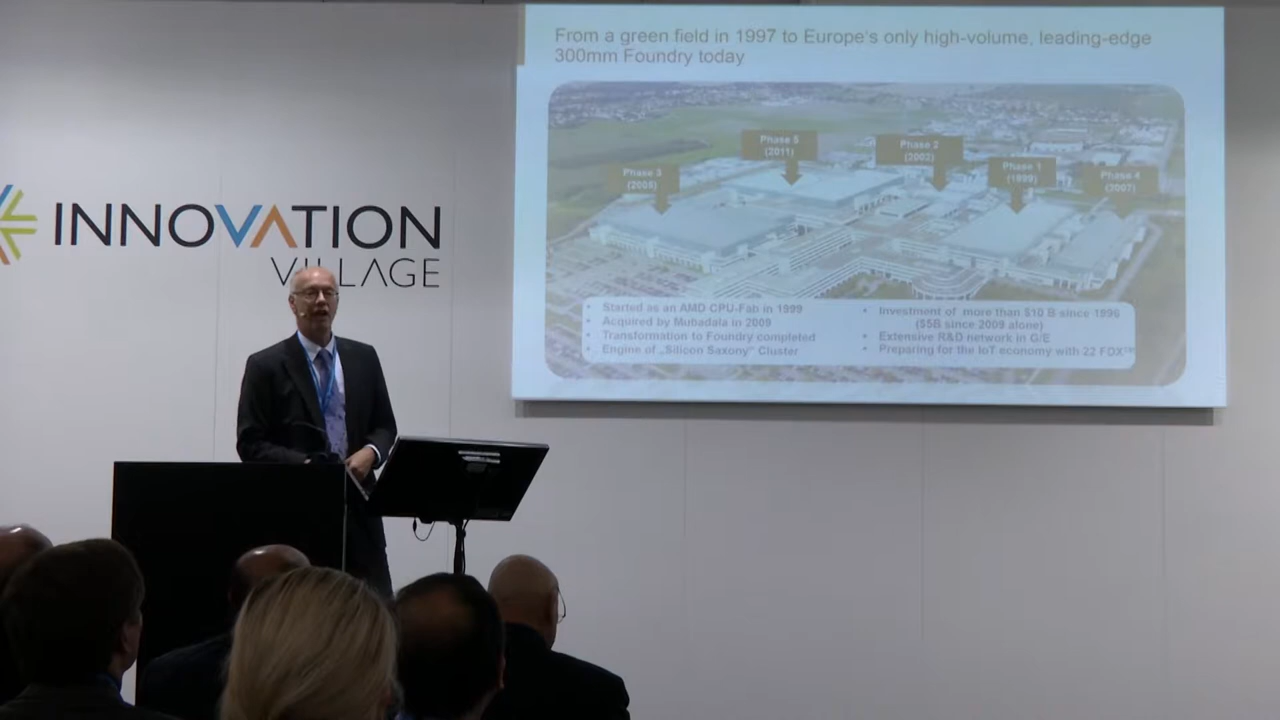 From a green field in 1997 to Europe's only high-volume, leading-edge
300mm Foundry today
Phase 5
(2011)
Phase 2
(2002)
Phase 3
(2005)
Phase 1
(1999)
Phase 4
(2007)
Started as an AMD-CPU-Fab in 1999
Acquired by Mubadala in 2009
Transformation to Foundry completed
Engine of „Silicon Saxony" Cluster
Investment of more than $10 B since 1996
($5B since 2009 alone)
Extensive R&D network in G/E
Preparing for the IoT economy with 22 FDX™
INNOVATION
VILLAGE